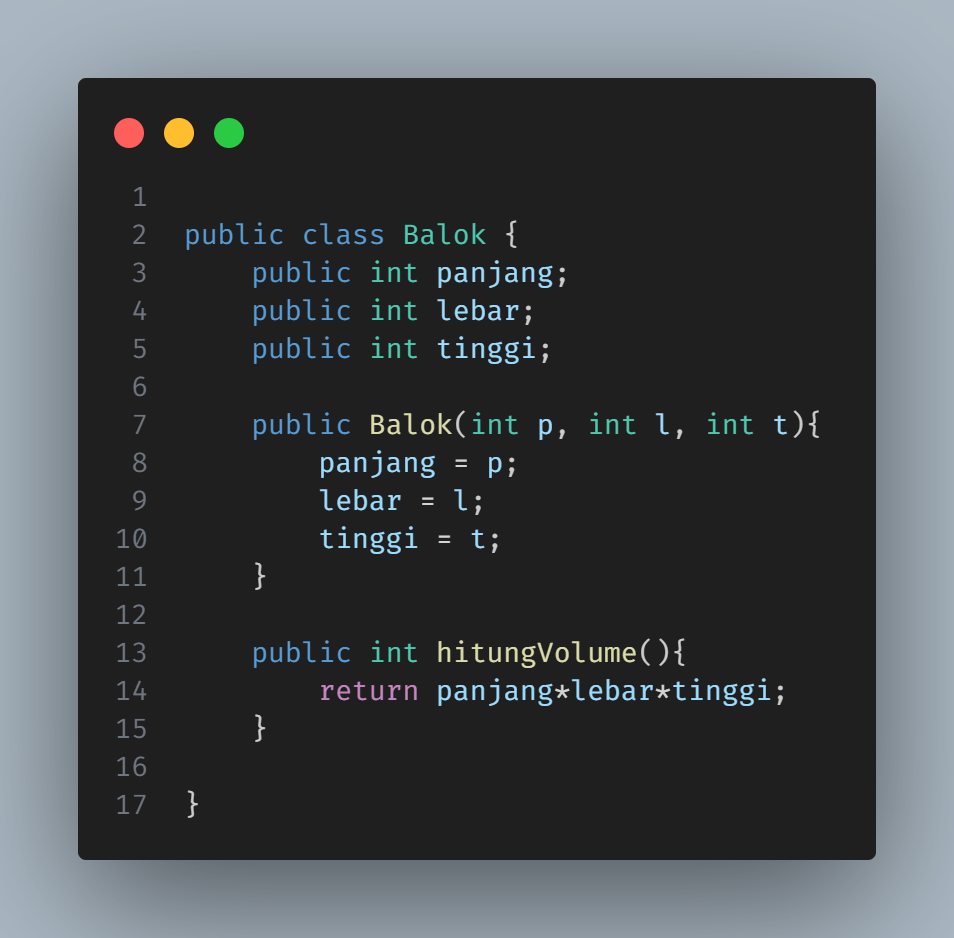 1
2 public class Balok {
3     public int panjang;
4     public int lebar;
5     public int tinggi;
6
7     public Balok(int p, int l, int t){
8         panjang = p;
9         lebar = l;
10         tinggi = t;
11     }
12
13     public int hitungVolume(){
14         return panjang*lebar*tinggi;
15     }
16
17 }